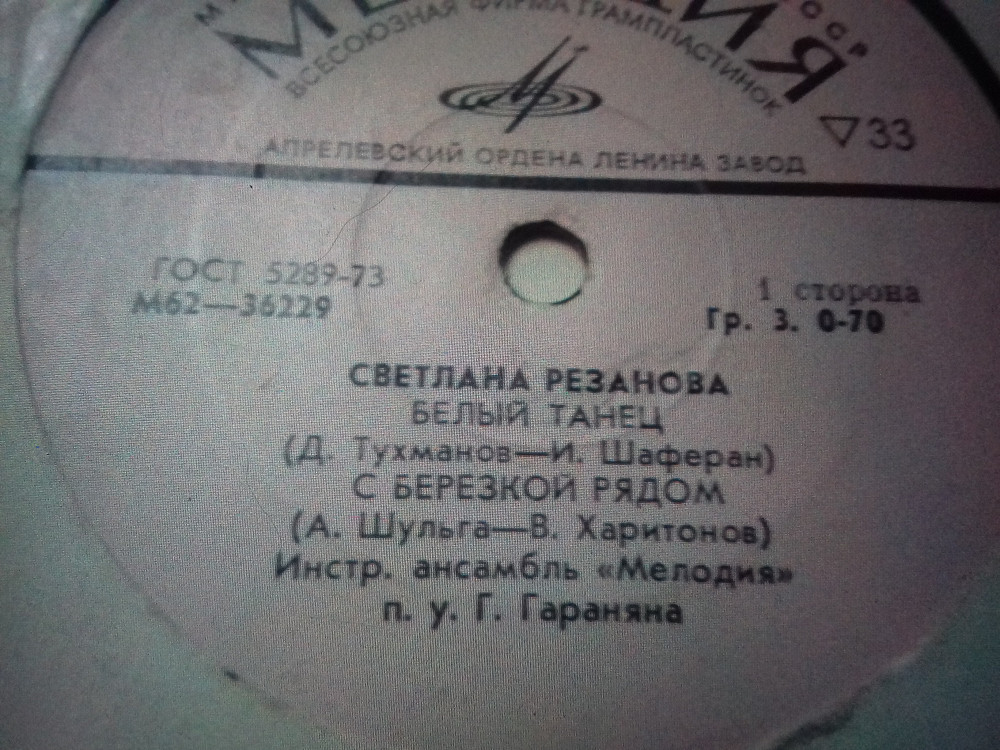 ВСЕСОЮЗНАЯ ФИРМА ГРАМПЛАСТИНОК
АПРЕЛЕВСКИЙ ОРДЕНА ЛЕНИНА ЗАВОД
▽33
ГОСТ 5289-73
М62—36229
1 сторона
Гр. 3. 0-70
СВЕТЛАНА РЕЗАНОВА
БЕЛЫЙ ТАНЕЦ
(Д. Тухманов—И. Шаферан)
С БЕРЕЗКОЙ РЯДОМ
(А. Шульга—В. Харитонов)
Инстр. ансамбль «Мелодия»
п. у. Г. Гараняна